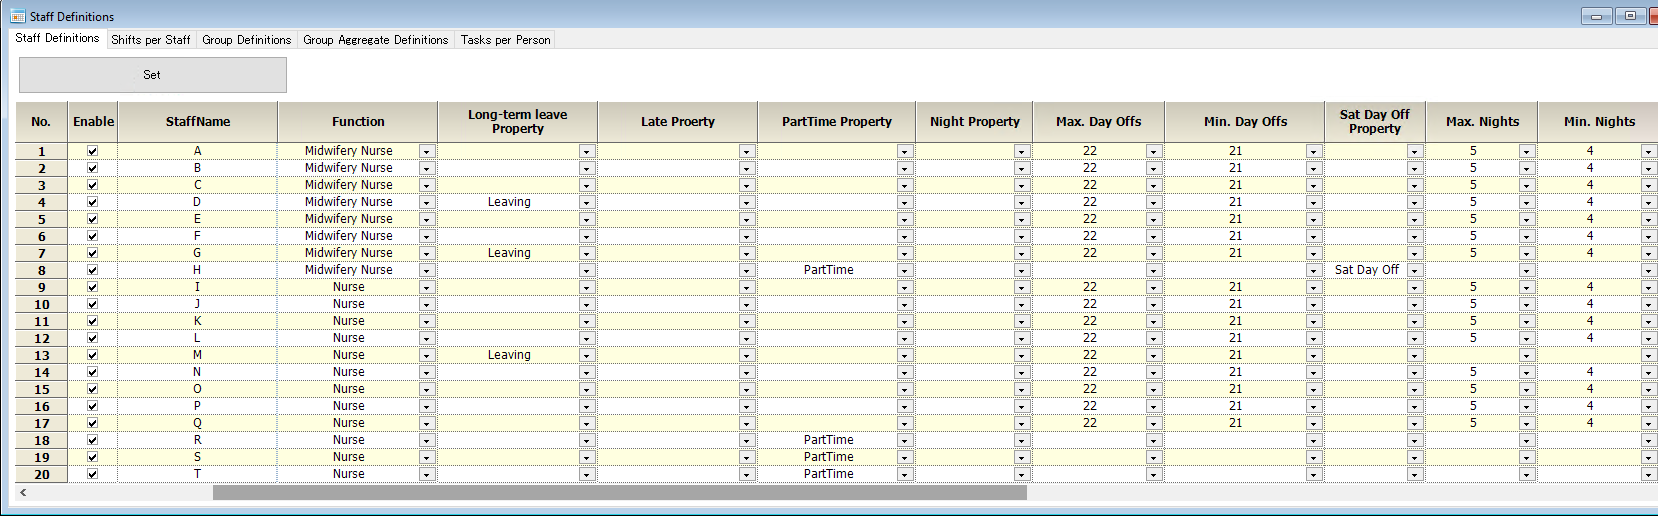 Staff Definitions
Staff Definitions Shifts per Staff Group Definitions Group Aggregate Definitions Tasks per Person
Set
No. Enable StaffName Function Long-term leave Property Late Proerty PartTime Property Night Property Max. Day Offs Min. Day Offs Sat Day Off Property Max. Nights Min. Nights
1 A Midwifery Nurse 22 21 5 4
2 B Midwifery Nurse 22 21 5 4
3 C Midwifery Nurse 22 21 5 4
4 D Midwifery Nurse Leaving 22 21 5 4
5 E Midwifery Nurse 22 21 5 4
6 F Midwifery Nurse 22 21 5 4
7 G Midwifery Nurse Leaving 22 21 5 4
8 H Midwifery Nurse PartTime Sat Day Off
9 I Nurse 22 21 5 4
10 J Nurse 22 21 5 4
11 K Nurse 22 21 5 4
12 L Nurse 22 21 5 4
13 M Nurse Leaving 22 21
14 N Nurse 22 21 5 4
15 O Nurse 22 21 5 4
16 P Nurse 22 21 5 4
17 Q Nurse 22 21 5 4
18 R Nurse PartTime
19 S Nurse PartTime
20 T Nurse PartTime